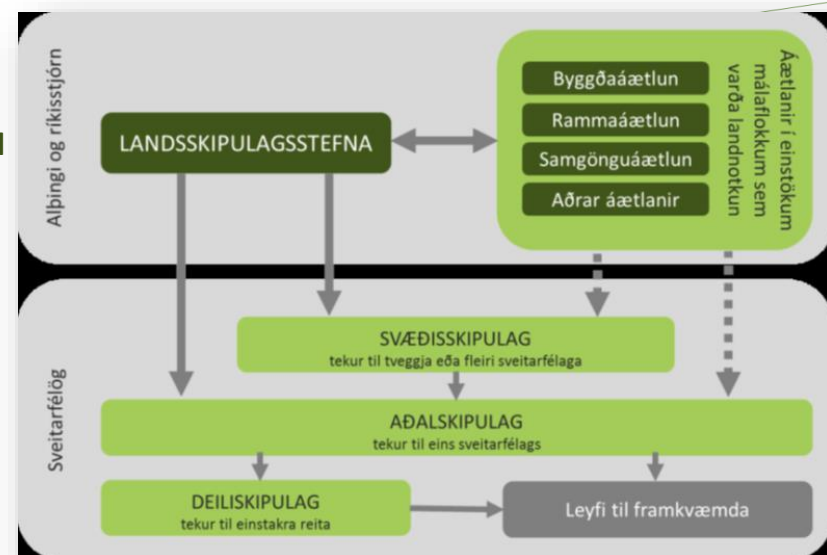 Alþingi og ríkisstjórn
LANDSSKIPULAGSSTEFNA
Byggðaáætlun
Rammaáætlun
Samgönguáætlun
Aðrar áætlanir
Áætlanir í einstökum
málaflokkum sem
varða landnotkun
Sveitarfélög
SVÆÐISSKIPULAG
tekur til tveggja eða fleiri sveitarfélaga
AÐALSKIPULAG
tekur til eins sveitarfélags
DEILISKIPULAG
tekur til einstakra reita
Leyfi til framkvæmda